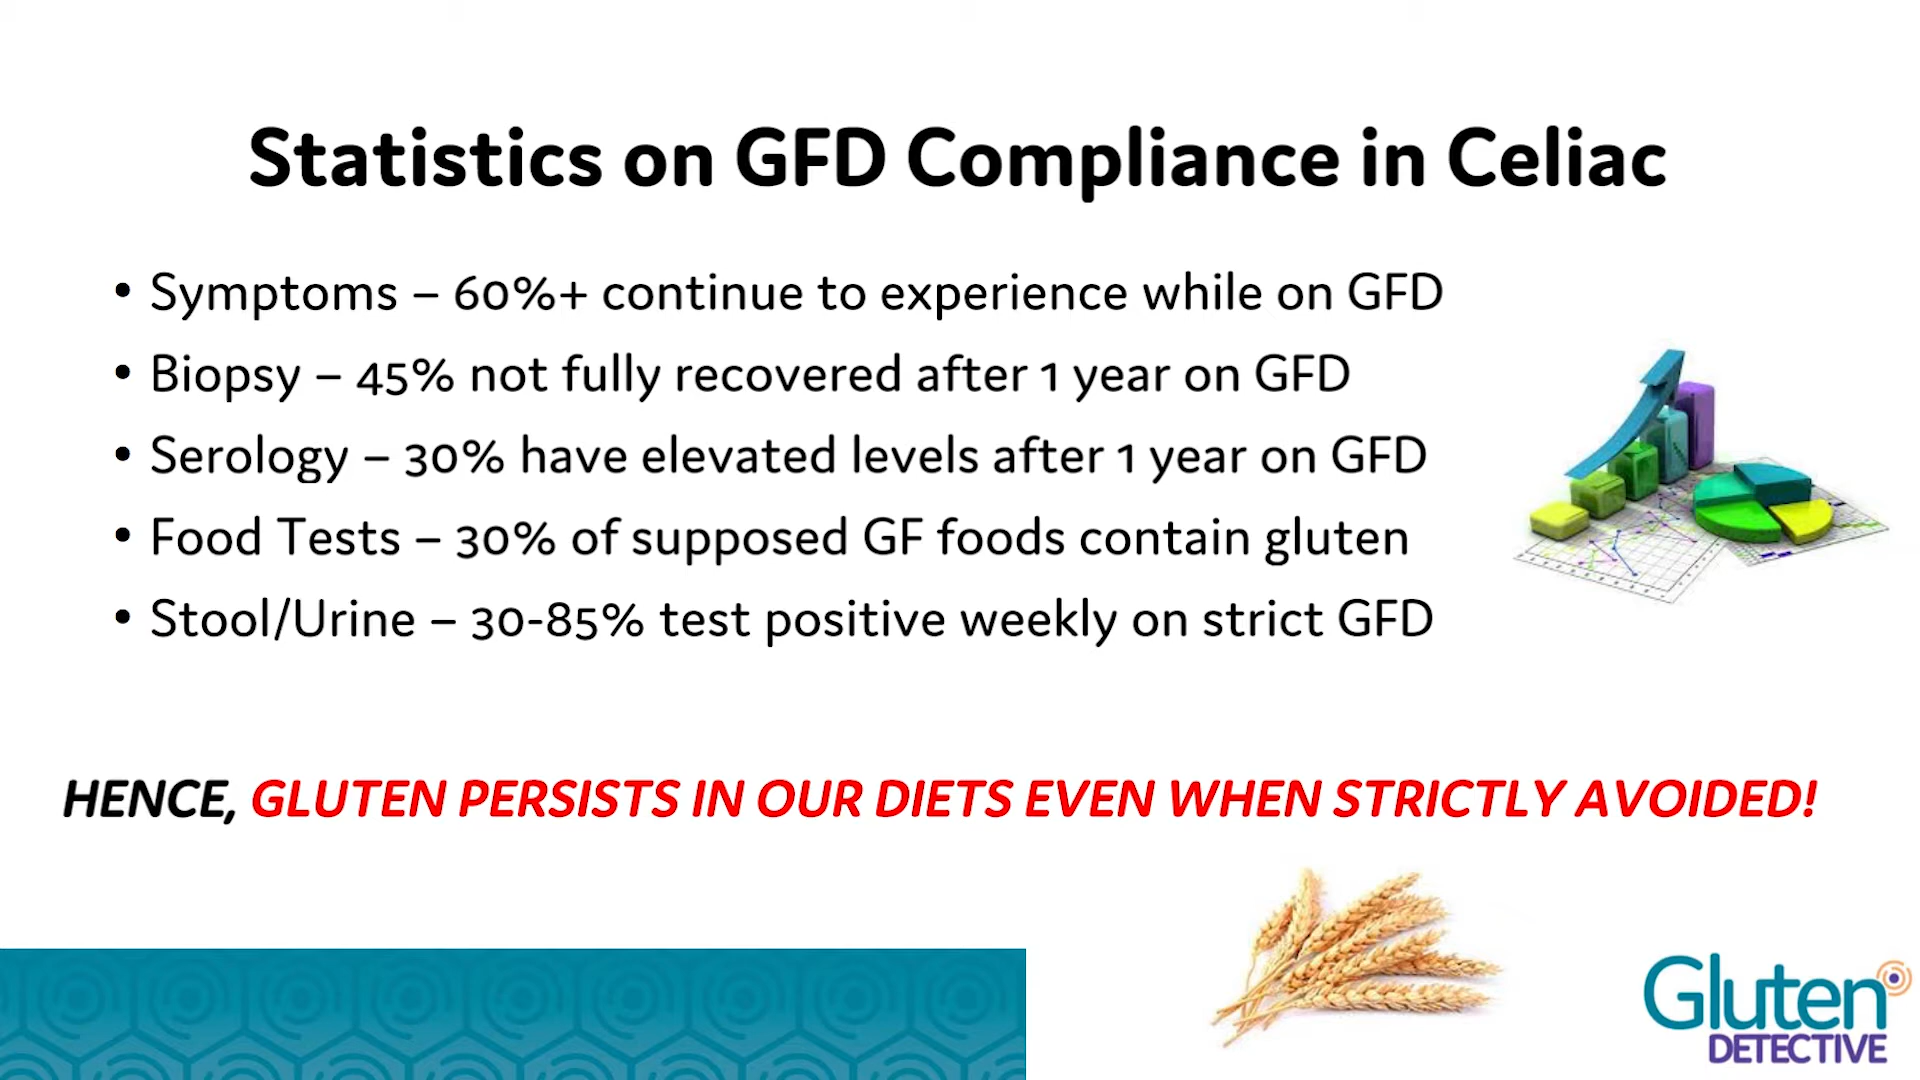 Statistics on GFD Compliance in Celiac
• Symptoms – 60%+ continue to experience while on GFD
• Biopsy – 45% not fully recovered after 1 year on GFD
• Serology – 30% have elevated levels after 1 year on GFD
• Food Tests – 30% of supposed GF foods contain gluten
• Stool/Urine – 30-85% test positive weekly on strict GFD
HENCE, GLUTEN PERSISTS IN OUR DIETS EVEN WHEN STRICTLY AVOIDED!
Gluten
DETECTIVE